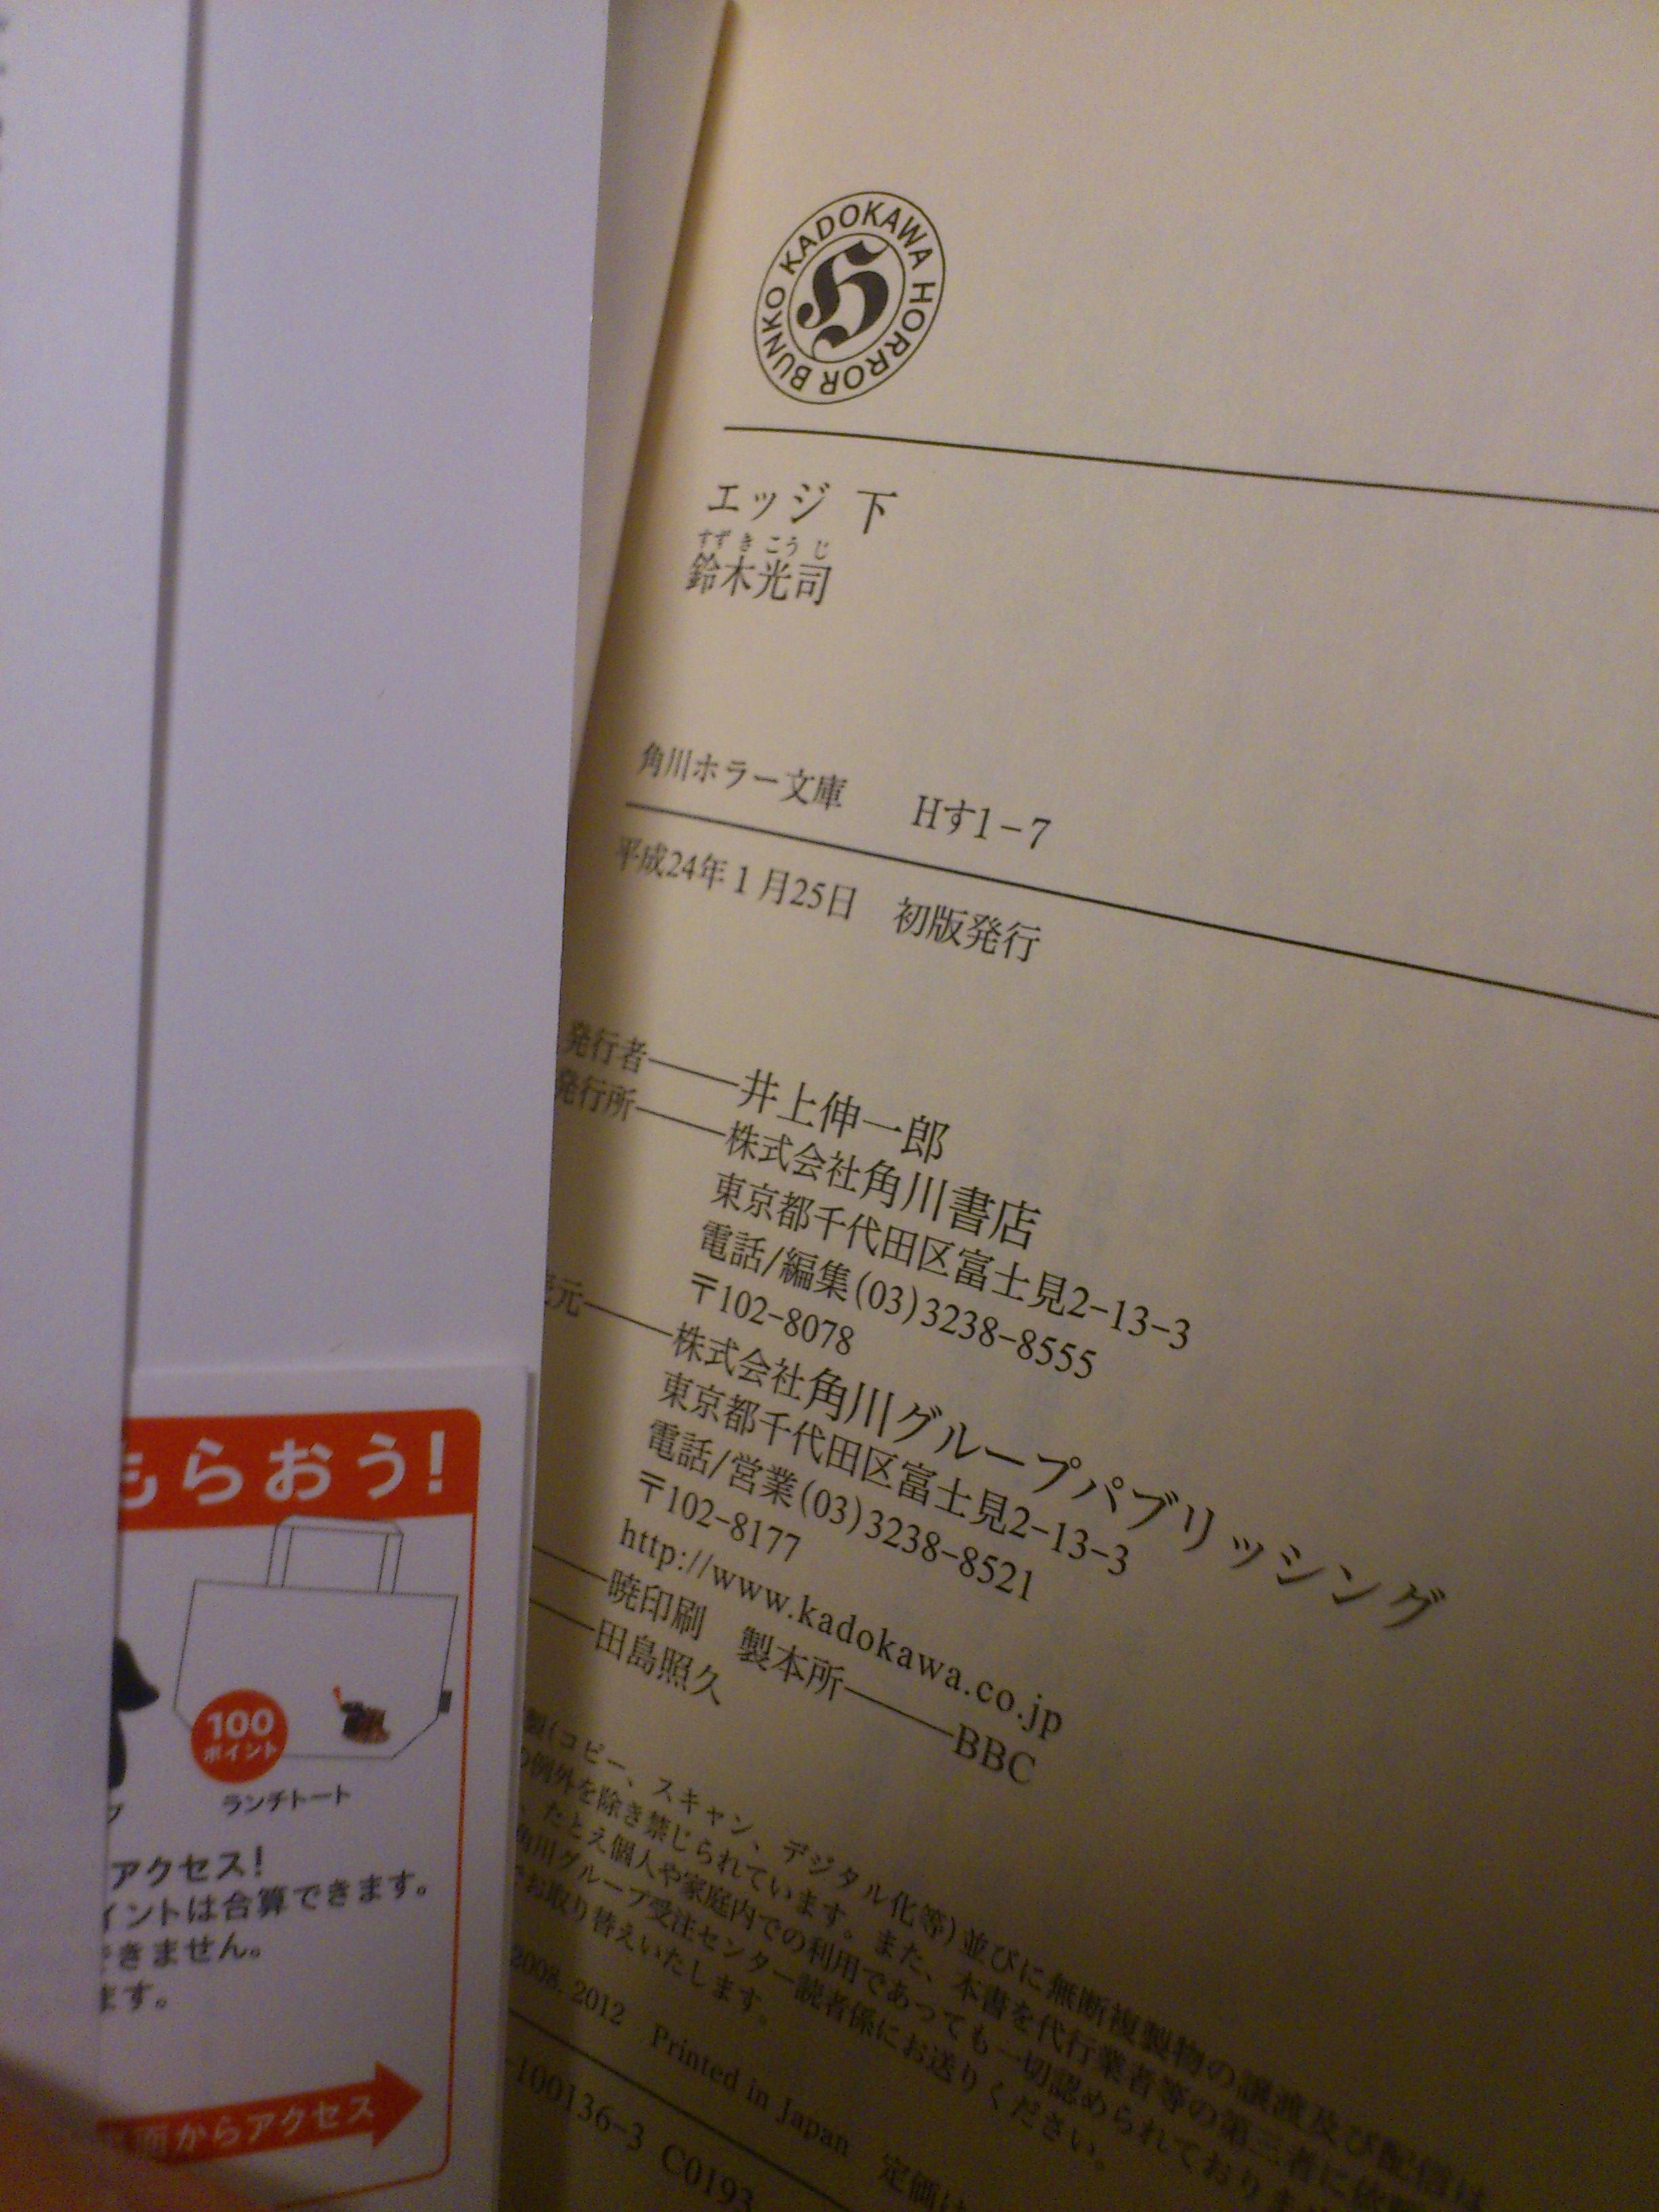 KADOKAWA HORROR BUNKO
H
エッジ 下
すずきこうじ
鈴木光司
角川ホラー文庫 Hす1-7
平成24年1月25日 初版発行
発行者――井上伸一郎
発行所――株式会社角川書店
東京都千代田区富士見2-13-3
電話/編集(03)3238-8555
〒102-8078
元――株式会社角川グループパブリッシング
東京都千代田区富士見2-13-3
電話/営業(03)3238-8521
〒102-8177
http://www.kadokawa.co.jp
暁印刷 製本所――BBC
田島照久
製(コピー、スキャン、デジタル化等)並びに無断複製物の譲渡及び配信は
の例外を除き禁じられています。また、本書を代行業者等の第三者に依
たとえ個人や家庭内での利用であっても一切認められておりま
角川グループ受注センター読者係にお送りください。
お取り替えいたします。
2008, 2012 Printed in Japan 定価は
-100136-3 C0193
もらおう!
100
ポイント
ランチトート
アクセス!
イントは合算できます。
きません。
ます。
面からアクセス